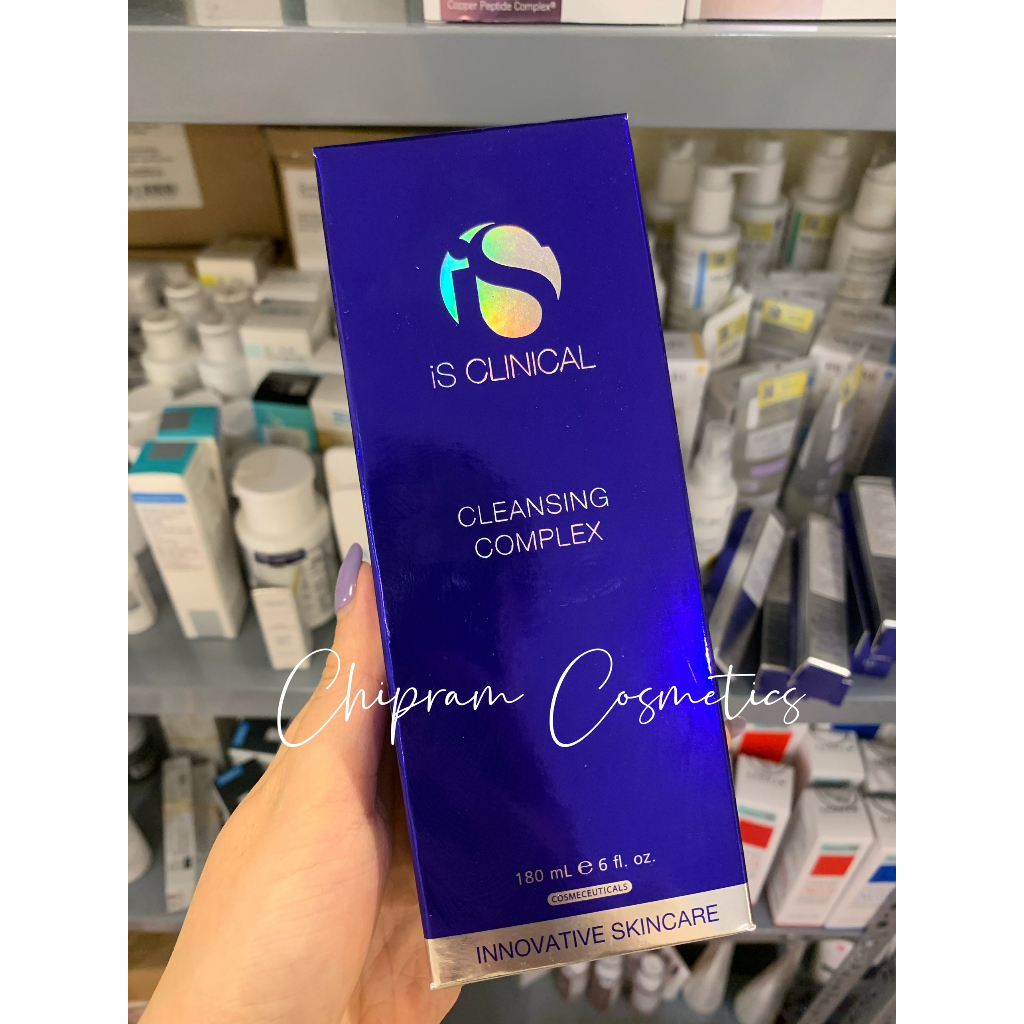 Copper Peptide Complex®
iS
iS CLINICAL
CLEANSING
COMPLEX
Chipram Cosmetics
180 mL ℮ 6 fl. oz.
COSMECEUTICALS
INNOVATIVE SKINCARE